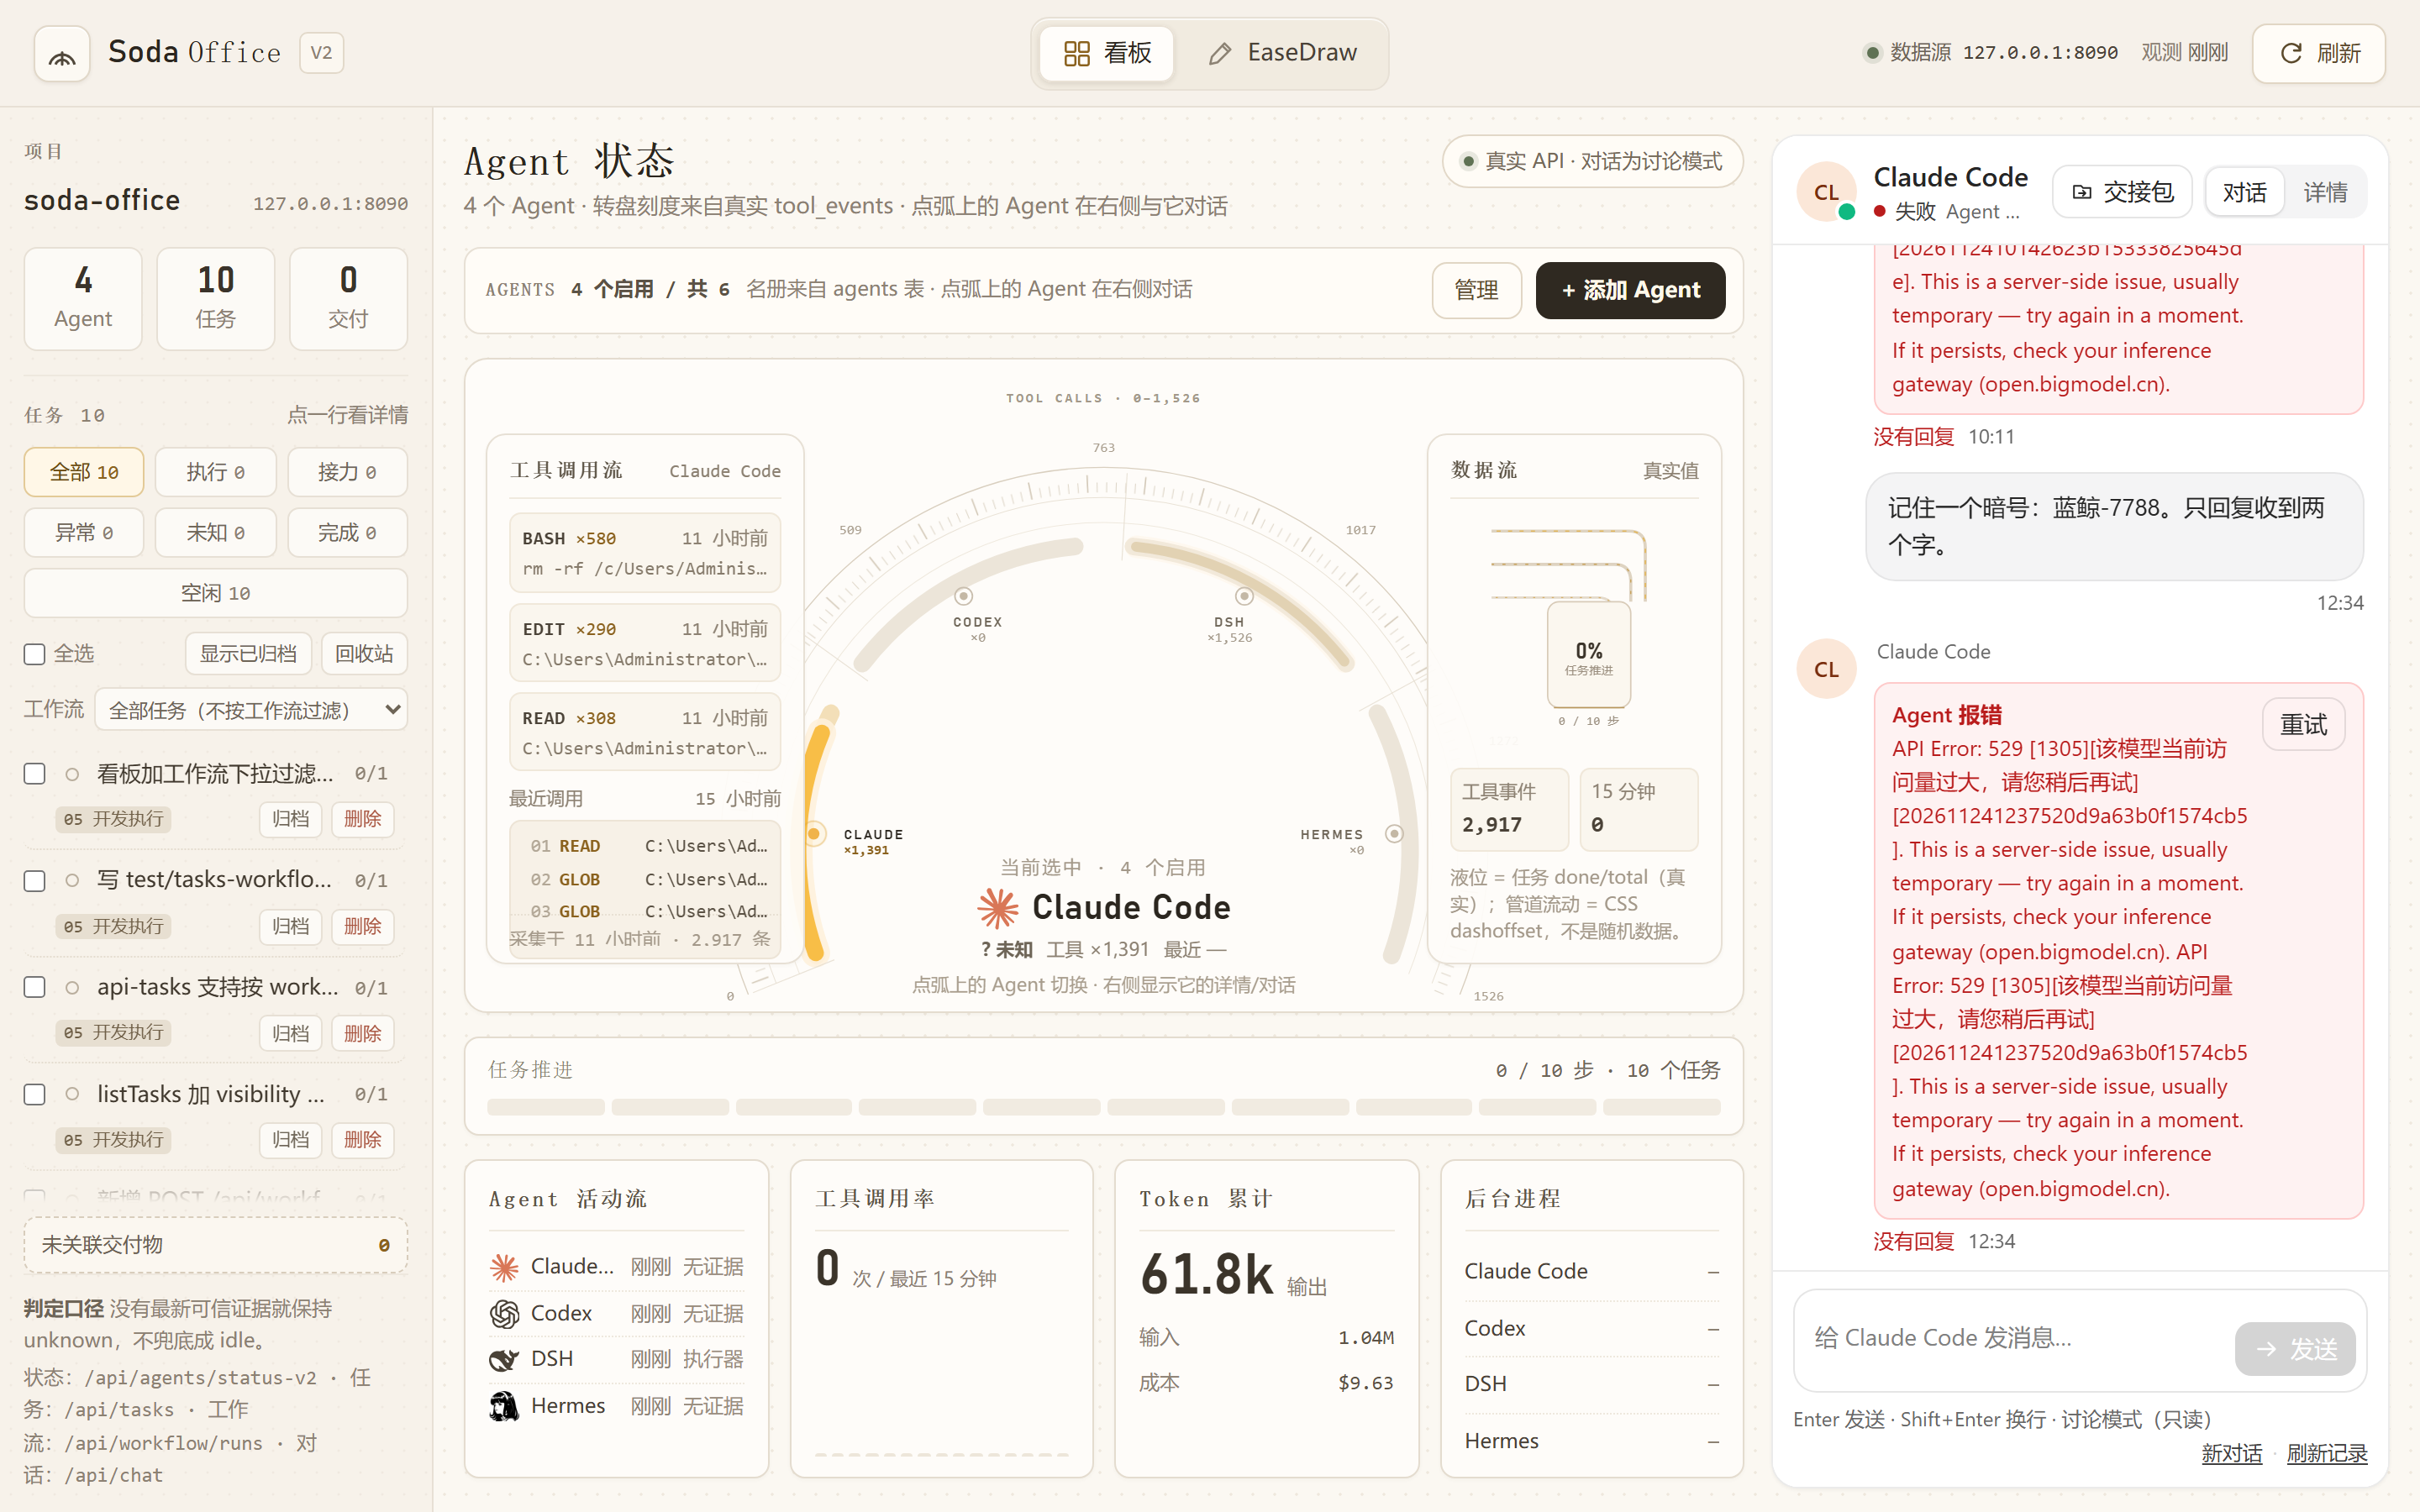 Soda Office V2
看板
EaseDraw
数据源 127.0.0.1:8090 观测 刚刚
刷新
项目
soda-office 127.0.0.1:8090
4 10 0
Agent 任务 交付
任务 10 点一行看详情
全部 10 执行 0 接力 0
异常 0 未知 0 完成 0
空闲 10
全选 显示已归档 回收站
工作流 全部任务（不按工作流过滤）
看板加工作流下拉过滤... 0/1
05 开发执行 归档 删除
写 test/tasks-workflo... 0/1
05 开发执行 归档 删除
api-tasks 支持按 work... 0/1
05 开发执行 归档 删除
listTasks 加 visibility ... 0/1
05 开发执行 归档 删除
新增 POST /api/workf... 0/1
未关联交付物 0
判定口径 没有最新可信证据就保持
unknown，不兜底成 idle。
状态：/api/agents/status-v2 · 任
务：/api/tasks · 工作
流：/api/workflow/runs · 对
话：/api/chat
Agent 状态
4 个 Agent · 转盘刻度来自真实 tool_events · 点弧上的 Agent 在右侧与它对话
真实 API · 对话为讨论模式
AGENTS 4 个启用 / 共 6 名册来自 agents 表 · 点弧上的 Agent 在右侧对话
管理
+ 添加 Agent
TOOL CALLS · 0–1,526
工具调用流 Claude Code
BASH ×580 11 小时前
rm -rf /c/Users/Adminis…
EDIT ×290 11 小时前
C:\Users\Administrator\…
READ ×308 11 小时前
C:\Users\Administrator\…
最近调用 15 小时前
01 READ C:\Users\Ad…
02 GLOB C:\Users\Ad…
03 GLOB C:\Users\Ad…
采集于 11 小时前 · 2,917 条
0
509
763
1017
1526
CODEX
×0
DSH
×1,526
CLAUDE
×1,391
HERMES
×0
当前选中 · 4 个启用
Claude Code
? 未知 工具 ×1,391 最近 —
点弧上的 Agent 切换 · 右侧显示它的详情/对话
数据流 真实值
0%
任务推进
0 / 10 步
工具事件 15 分钟
2,917 0
液位 = 任务 done/total（真
实）；管道流动 = CSS
dashoffset，不是随机数据。
任务推进 0 / 10 步 · 10 个任务
Agent 活动流
Claude... 刚刚 无证据
Codex 刚刚 无证据
DSH 刚刚 执行器
Hermes 刚刚 无证据
工具调用率
0 次 / 最近 15 分钟
Token 累计
61.8k 输出
输入 1.04M
成本 $9.63
后台进程
Claude Code –
Codex –
DSH –
Hermes –
CL Claude Code
失败 Agent ...
交接包
对话 详情
[2026112410142623b15333825645d
e]. This is a server-side issue, usually
temporary — try again in a moment.
If it persists, check your inference
gateway (open.bigmodel.cn).
没有回复 10:11
记住一个暗号：蓝鲸-7788。只回复收到两
个字。
12:34
CL Claude Code
Agent 报错 重试
API Error: 529 [1305][该模型当前访
问量过大，请您稍后再试]
[202611241237520d9a63b0f1574cb5
]. This is a server-side issue, usually
temporary — try again in a moment.
If it persists, check your inference
gateway (open.bigmodel.cn). API
Error: 529 [1305][该模型当前访问量
过大，请您稍后再试]
[202611241237520d9a63b0f1574cb5
]. This is a server-side issue, usually
temporary — try again in a moment.
If it persists, check your inference
gateway (open.bigmodel.cn).
没有回复 12:34
给 Claude Code 发消息...
发送
Enter 发送 · Shift+Enter 换行 · 讨论模式（只读）
新对话 · 刷新记录